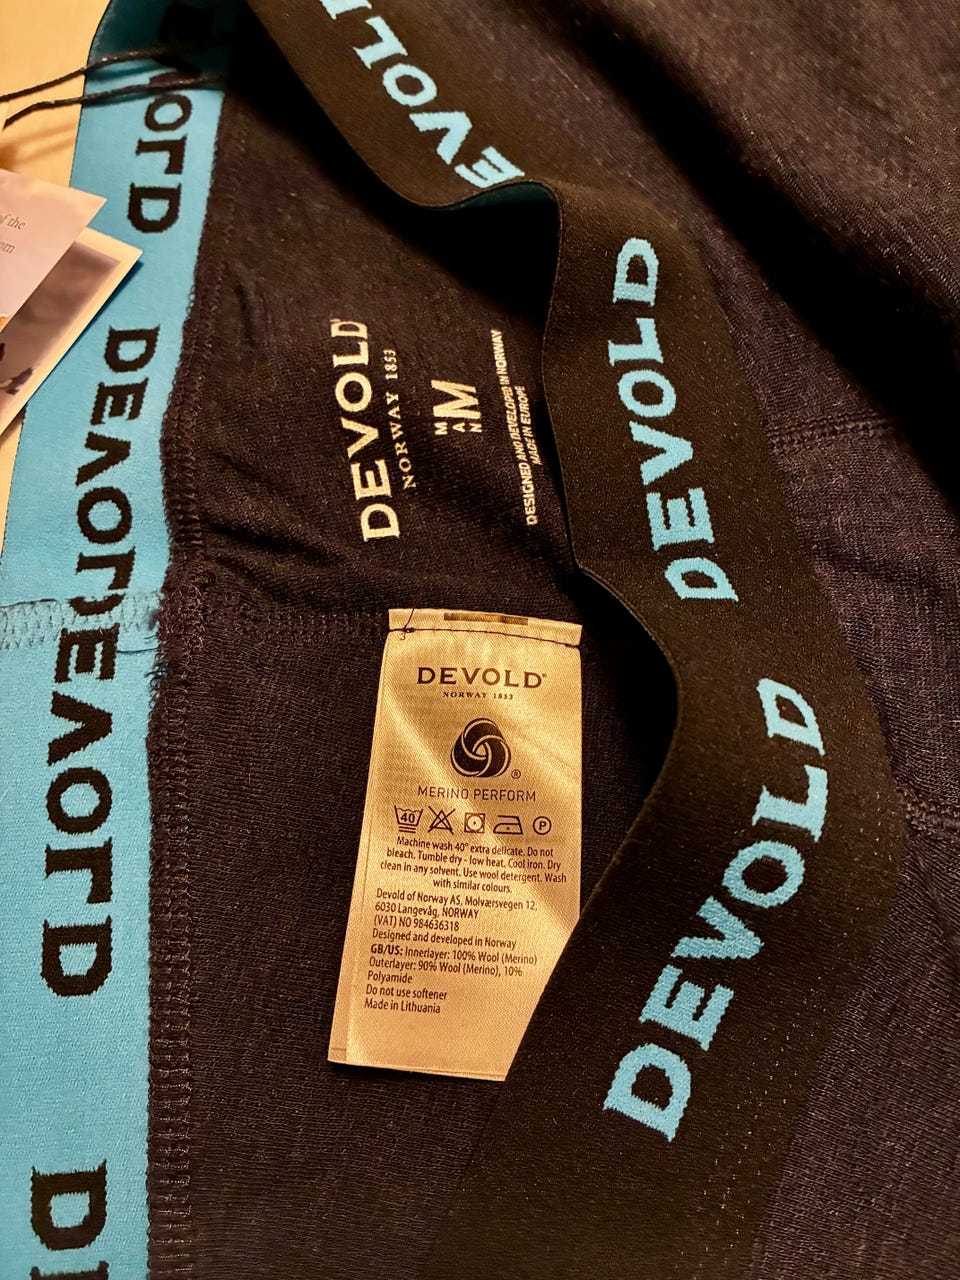 DEVOLD
DEVOLD
DEVOLD
DEVOLD
DEVOLD
DEVOLD
of the
DEVOLD
NORWAY 1853
MAN
M
DESIGNED AND DEVELOPED IN NORWAY
MADE IN EUROPE
DEVOLD®
NORWAY 1853
®
MERINO PERFORM
40 P
Machine wash 40° extra delicate. Do not
bleach. Tumble dry - low heat. Cool iron. Dry
clean in any solvent. Use wool detergent. Wash
with similar colours.
Devold of Norway AS, Molværsvegen 12,
6030 Langevåg, NORWAY
(VAT) NO 984636318
Designed and developed in Norway
GB/US: Innerlayer: 100% Wool (Merino)
Outerlayer: 90% Wool (Merino), 10%
Polyamide
Do not use softener
Made in Lithuania